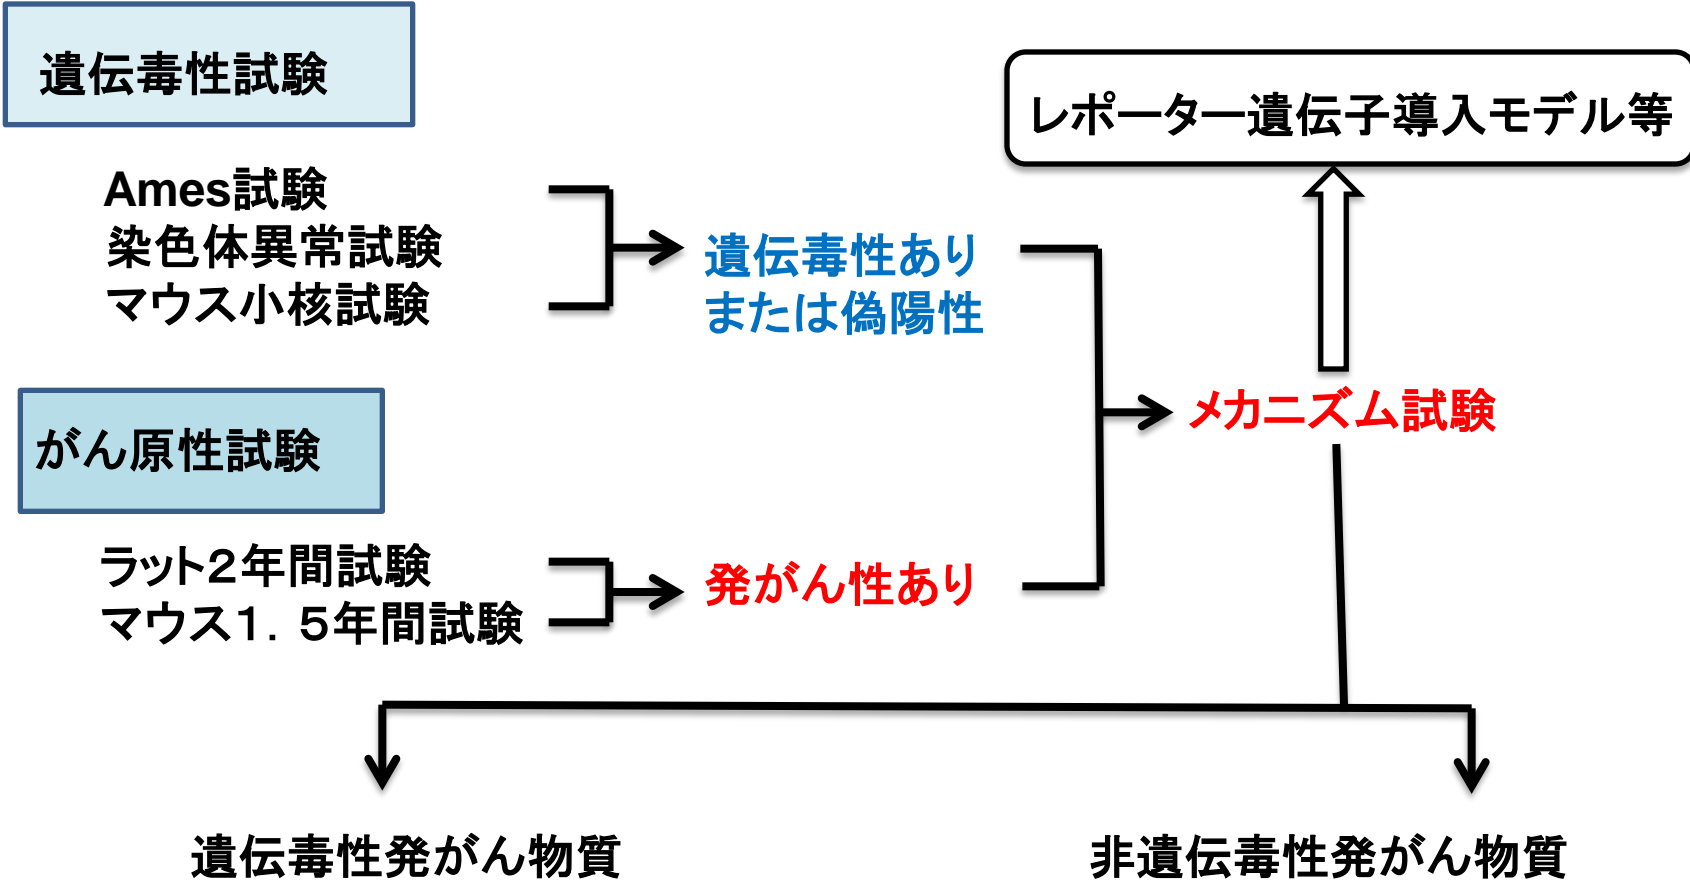 遺伝毒性試験
レポーター遺伝子導入モデル等
Ames試験
染色体異常試験
マウス小核試験
遺伝毒性あり
または偽陽性
メカニズム試験
がん原性試験
ラット２年間試験
マウス１．５年間試験
発がん性あり
遺伝毒性発がん物質
非遺伝毒性発がん物質